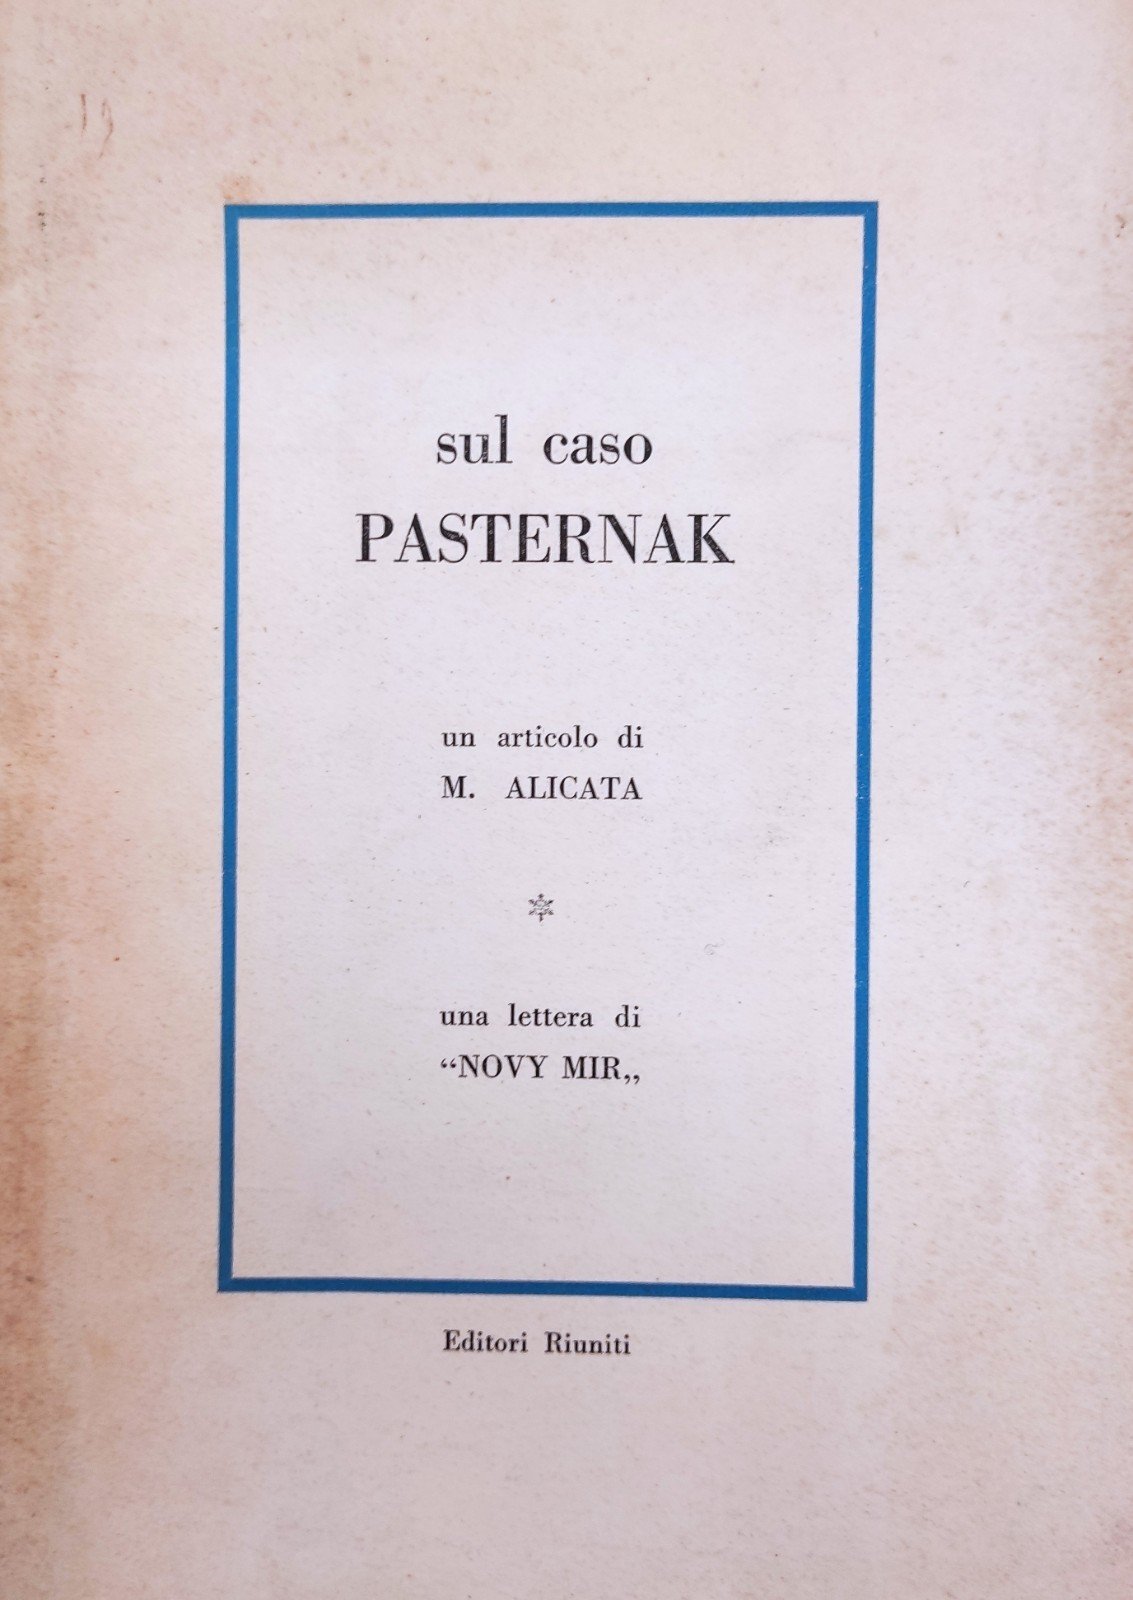 sul caso
PASTERNAK
un articolo di
M. ALICATA
una lettera di
“NOVY MIR„
Editori Riuniti